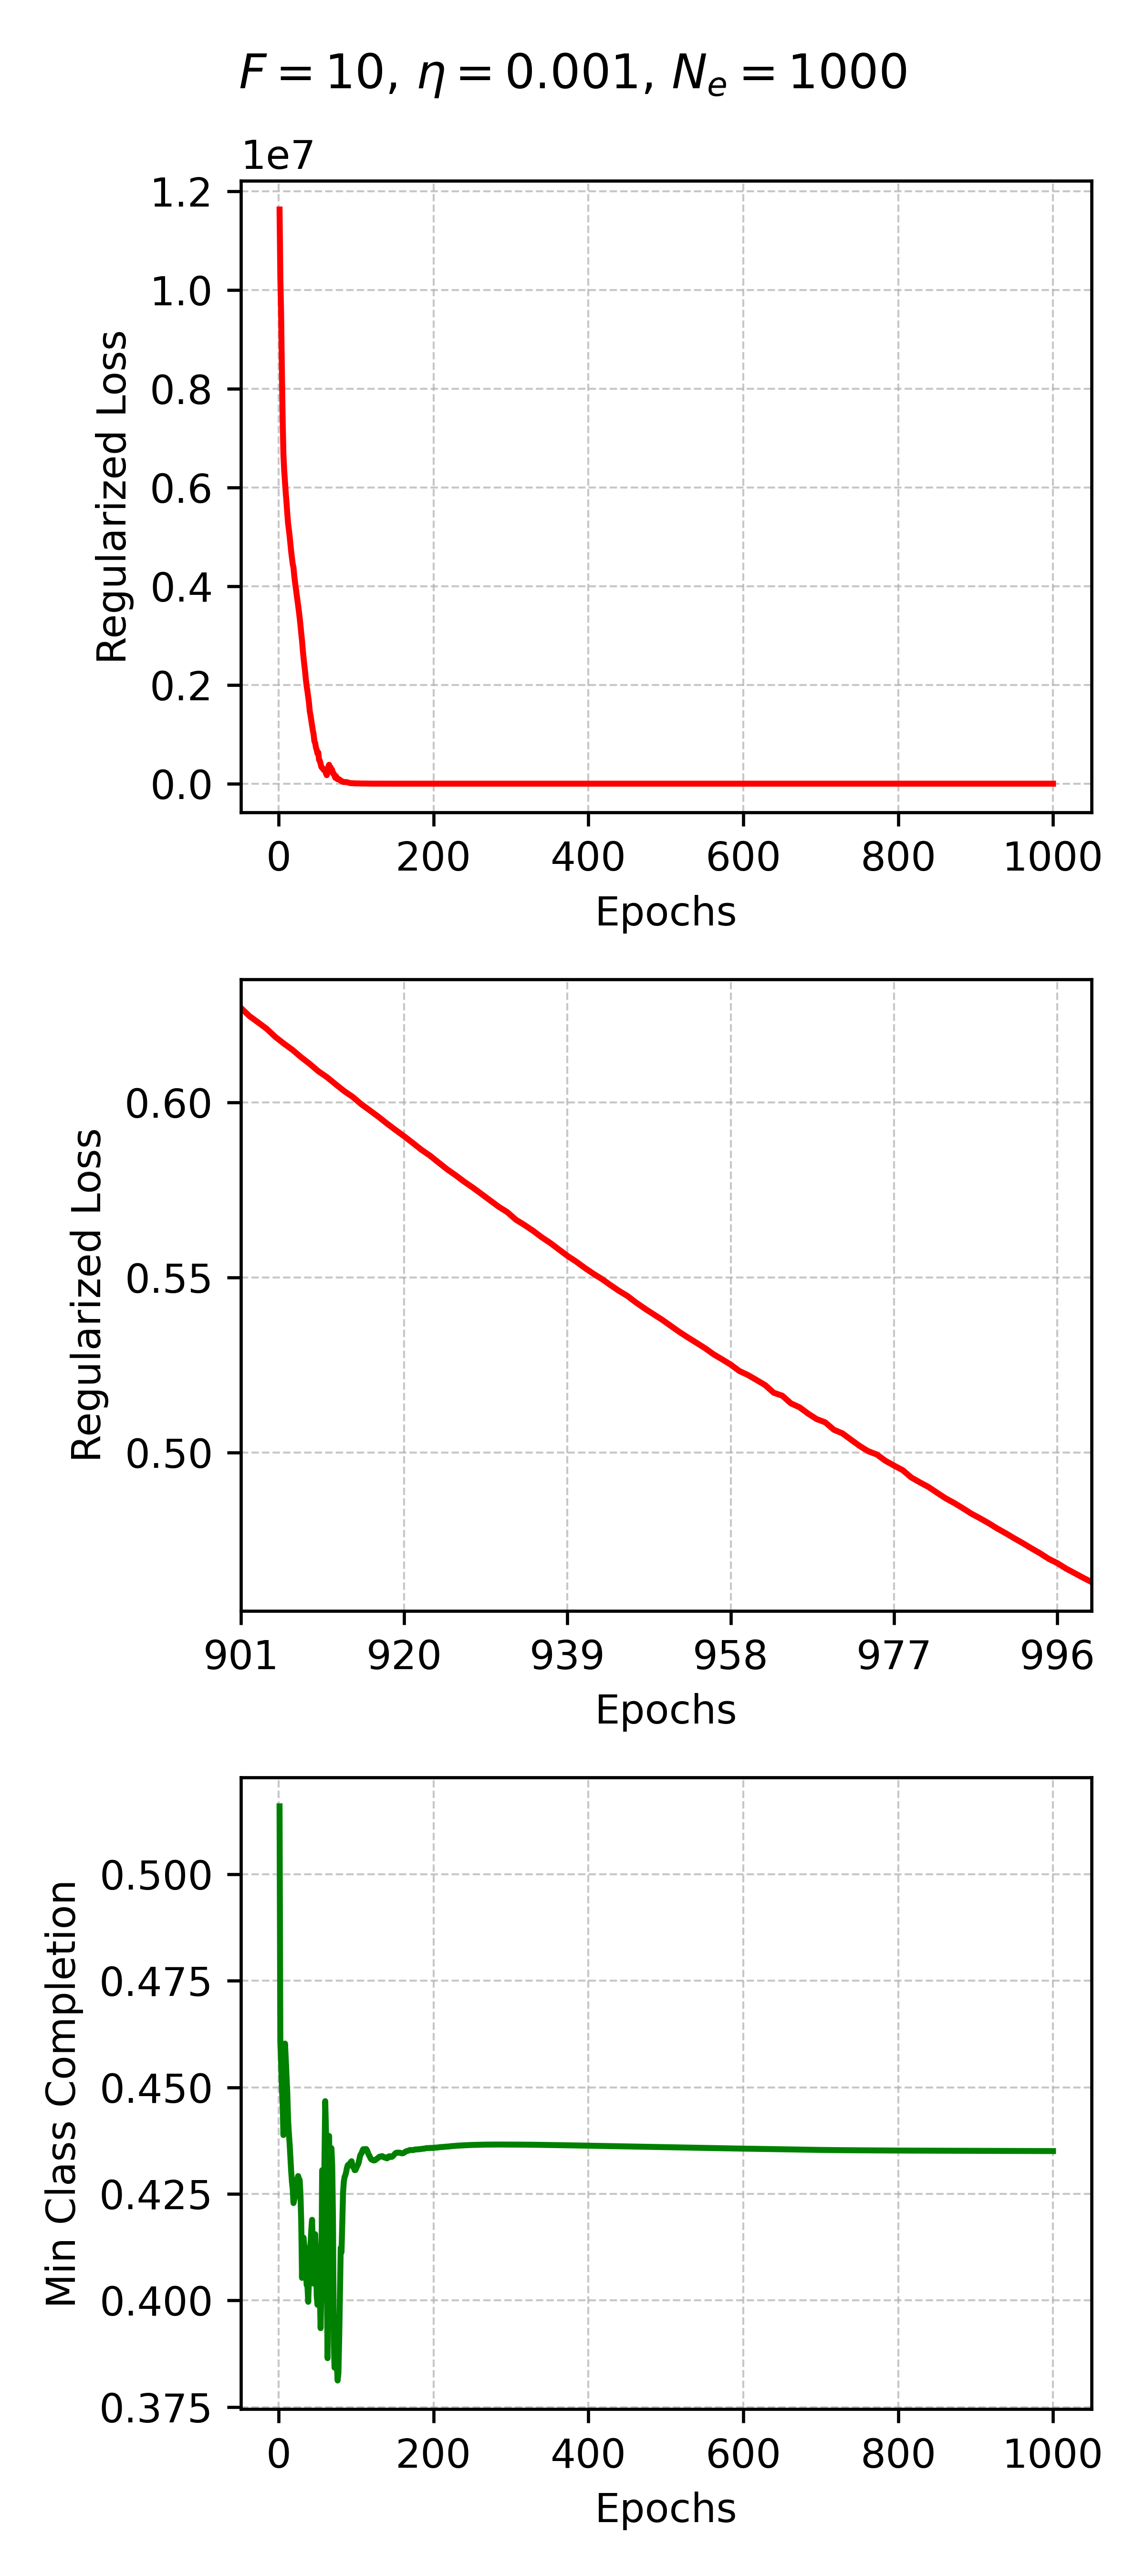 F = 10, η = 0.001, Nₑ = 1000
1e7
1.2
1.0
0.8
0.6
0.4
0.2
0.0
Regularized Loss
0 200 400 600 800 1000
Epochs
0.60
0.55
0.50
Regularized Loss
901 920 939 958 977 996
Epochs
0.500
0.475
0.450
0.425
0.400
0.375
Min Class Completion
0 200 400 600 800 1000
Epochs